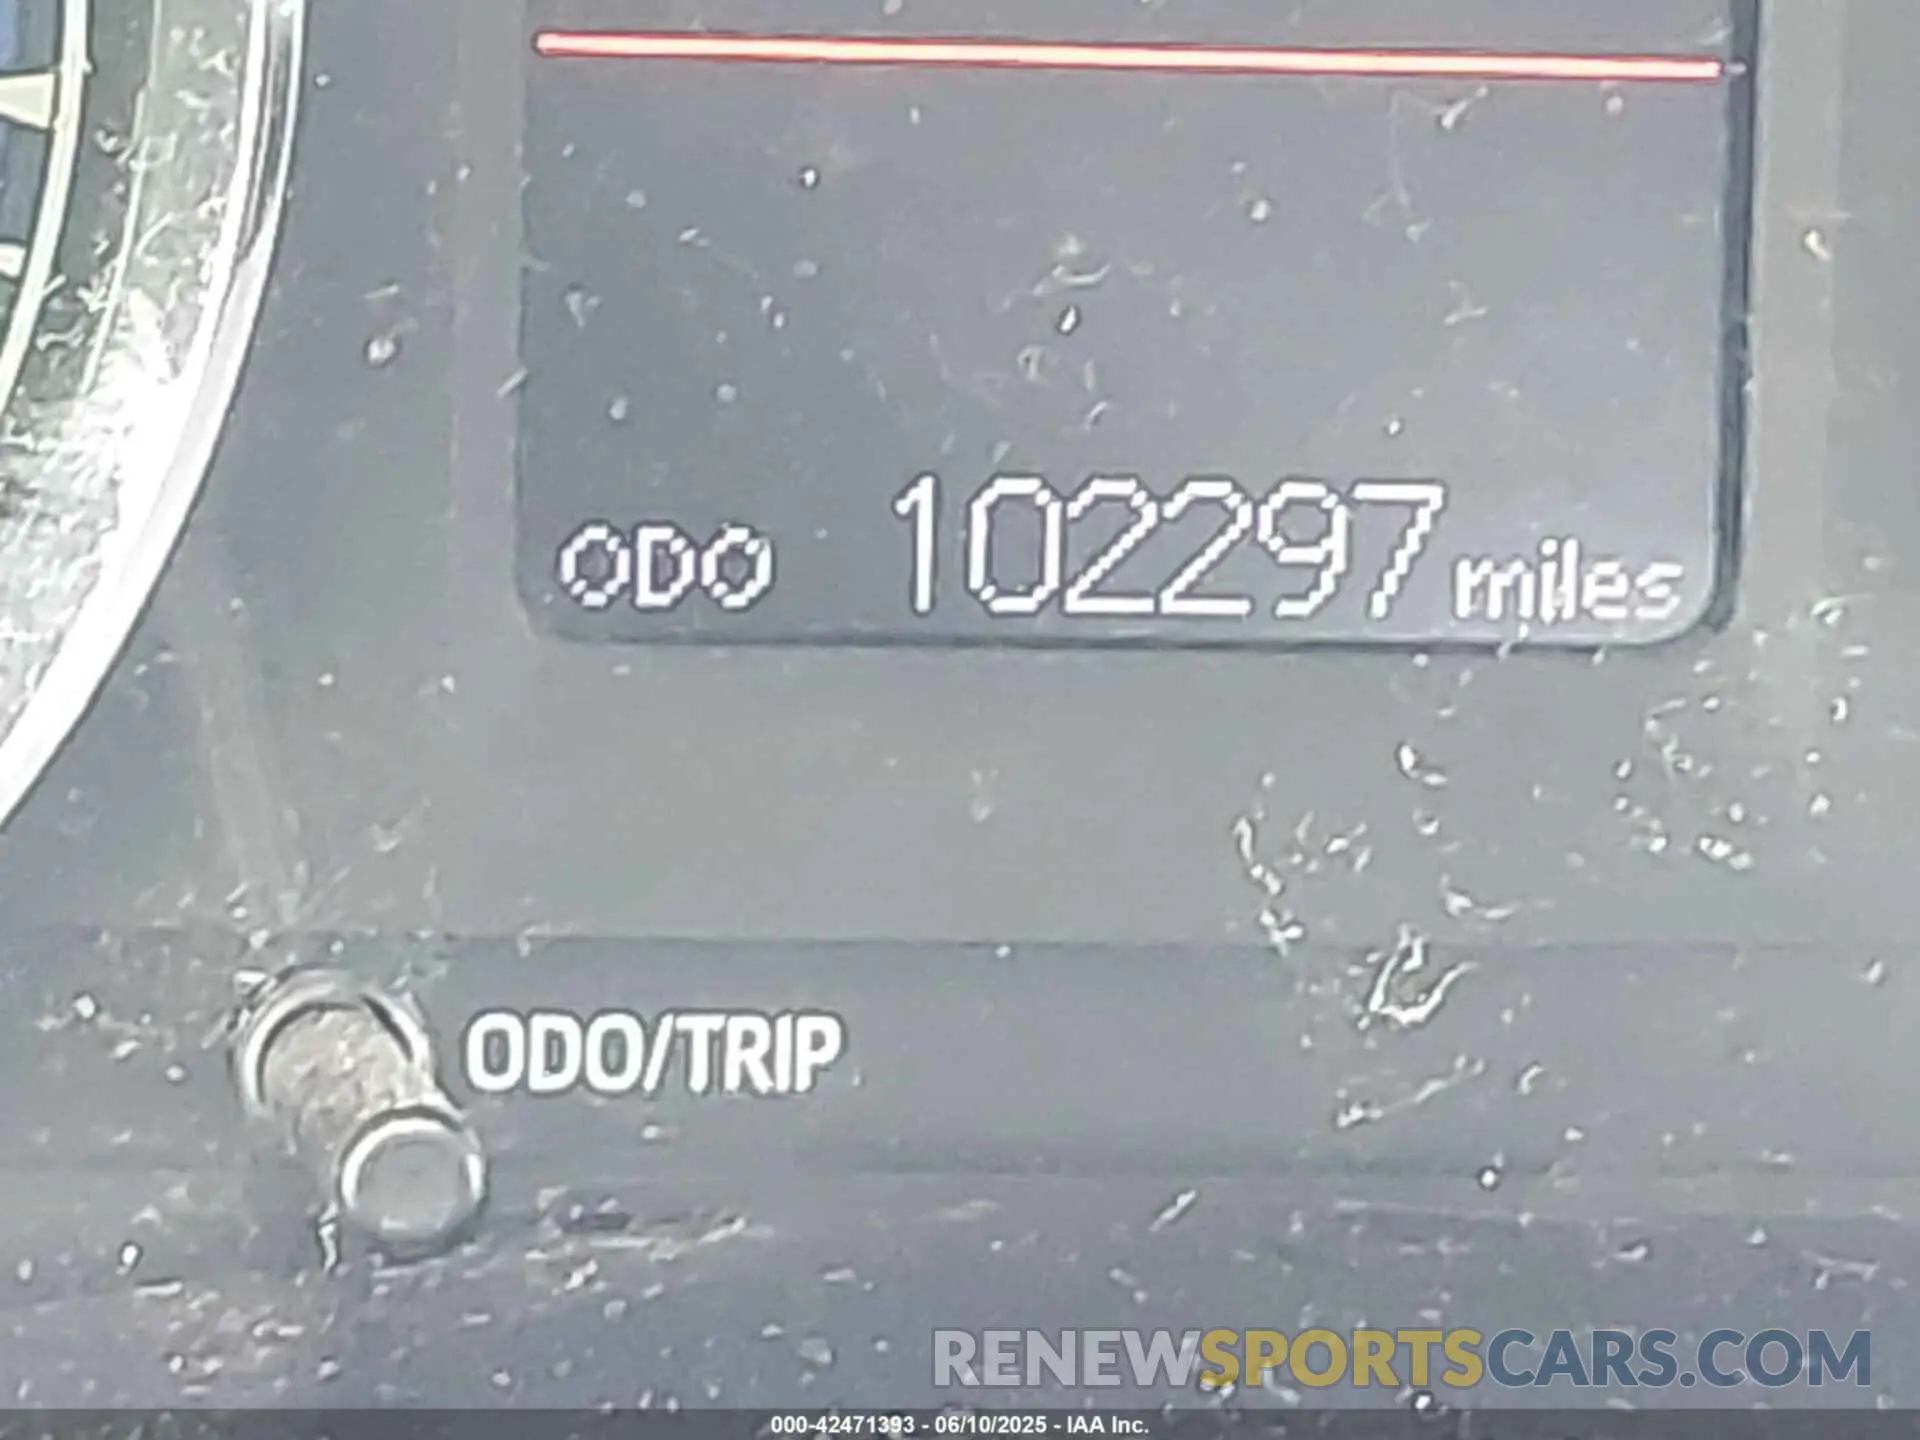 ODO 102297 miles
ODO/TRIP
RENEWSPORTSCARS.COM
000-42471393 - 06/10/2025 - IAA Inc.